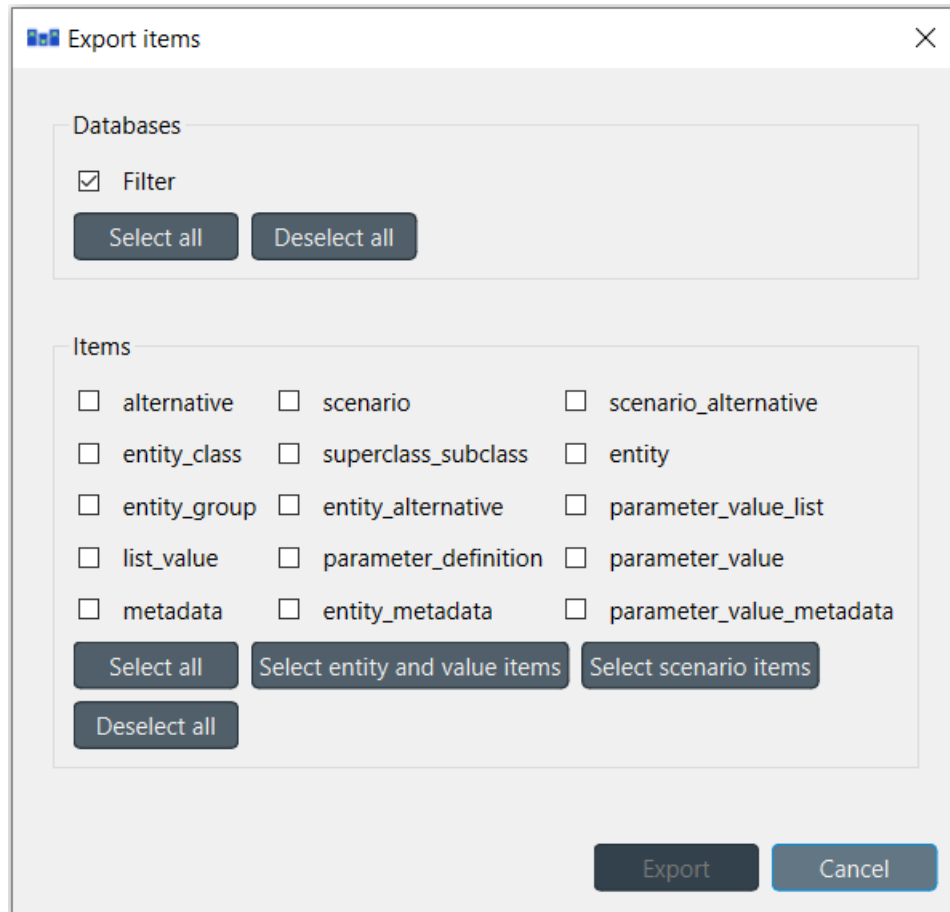 Export items
Databases
Filter
Select all Deselect all
Items
alternative scenario scenario_alternative
entity_class superclass_subclass entity
entity_group entity_alternative parameter_value_list
list_value parameter_definition parameter_value
metadata entity_metadata parameter_value_metadata
Select all Select entity and value items Select scenario items
Deselect all
Export Cancel